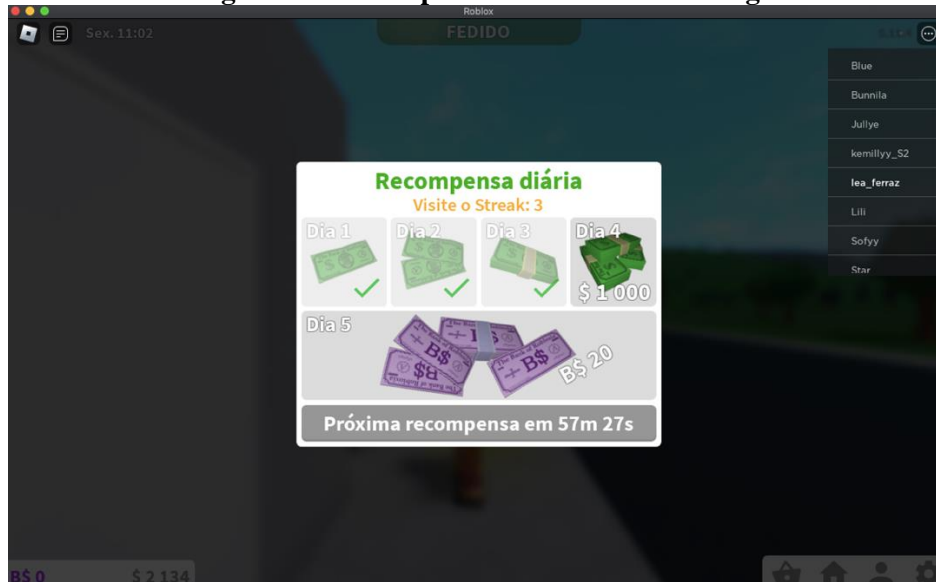 Roblox
Sex. 11:02
FEDIDO
Blue
Bunnila
Jullye
kemillyy_S2
lea_ferraz
Lili
Sofyy
Star
Recompensa diária
Visite o Streak: 3
Dia 1
Dia 2
Dia 3
Dia 4
$ 1 000
Dia 5
B$
B$
B$ 20
Próxima recompensa em 57m 27s
B$ 0
$ 2 134